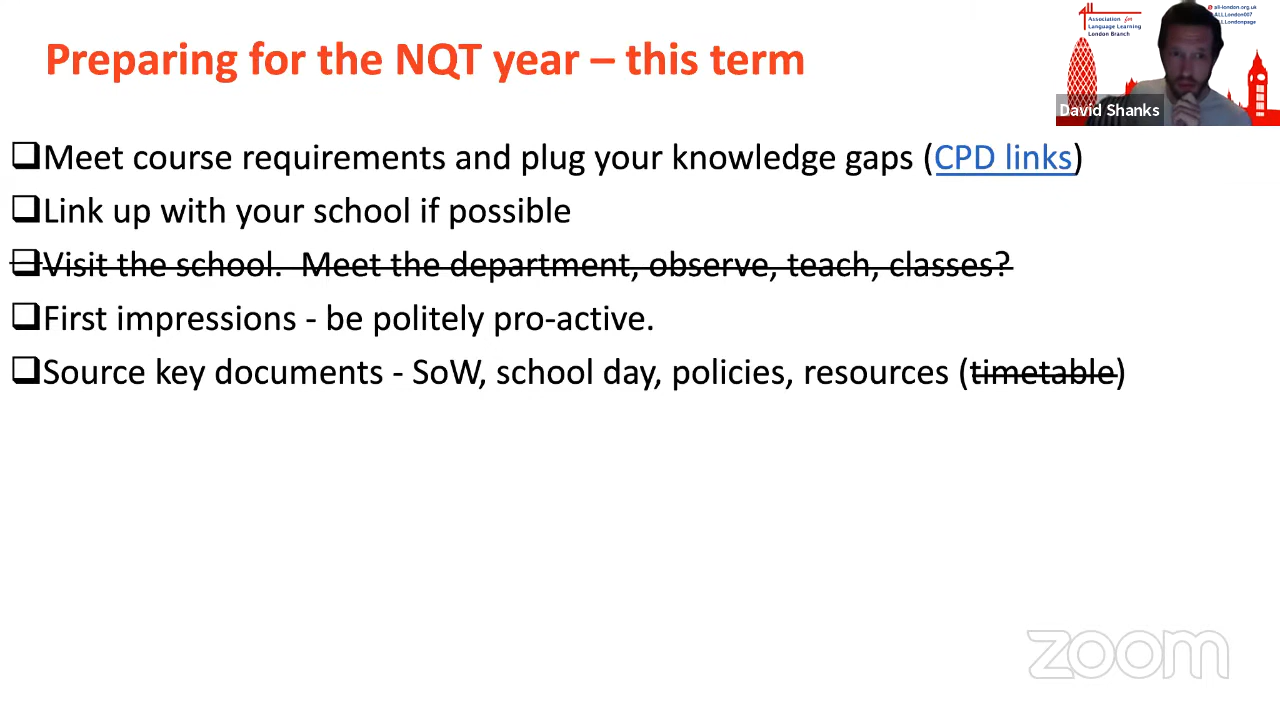 Preparing for the NQT year – this term
Association for
Language Learning
London Branch
all-london.org.uk
ALLLondon007
Londonpage
David Shanks
Meet course requirements and plug your knowledge gaps (CPD links)
Link up with your school if possible
Visit the school.  Meet the department, observe, teach, classes?
First impressions - be politely pro-active.
Source key documents - SoW, school day, policies, resources (timetable)
zoom